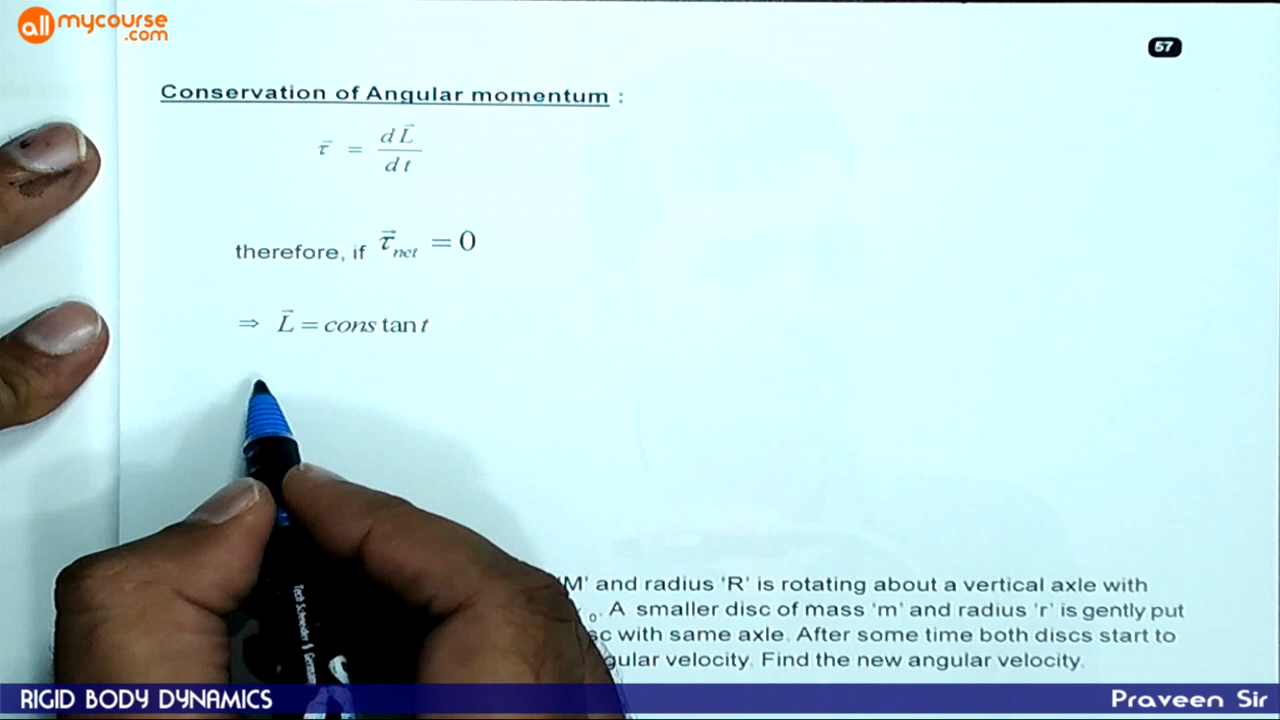 allmycourse.com
57
Conservation of Angular momentum :
τ⃗ = dL⃗/dt
therefore, if τ⃗net = 0
⇒ L⃗ = constant
'M' and radius 'R' is rotating about a vertical axle with
0. A smaller disc of mass 'm' and radius 'r' is gently put
with same axle. After some time both discs start to
velocity. Find the new angular velocity.
RIGID BODY DYNAMICS
Praveen Sir